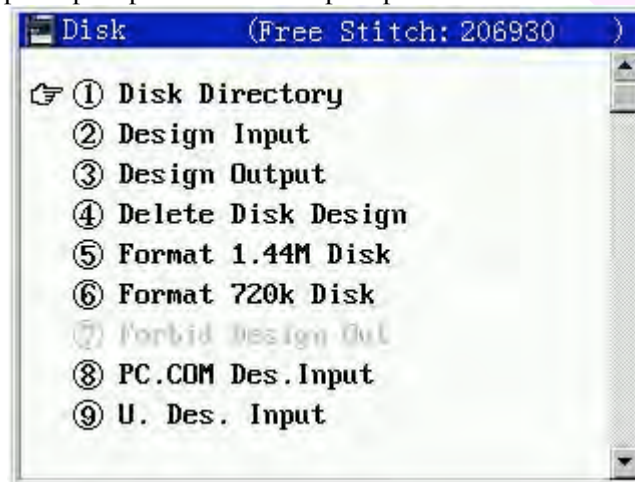 Disk (Free Stitch: 206930 )
☞ ① Disk Directory
② Design Input
③ Design Output
④ Delete Disk Design
⑤ Format 1.44M Disk
⑥ Format 720k Disk
⑦ Forbid Design Out
⑧ PC.COM Des.Input
⑨ U. Des. Input